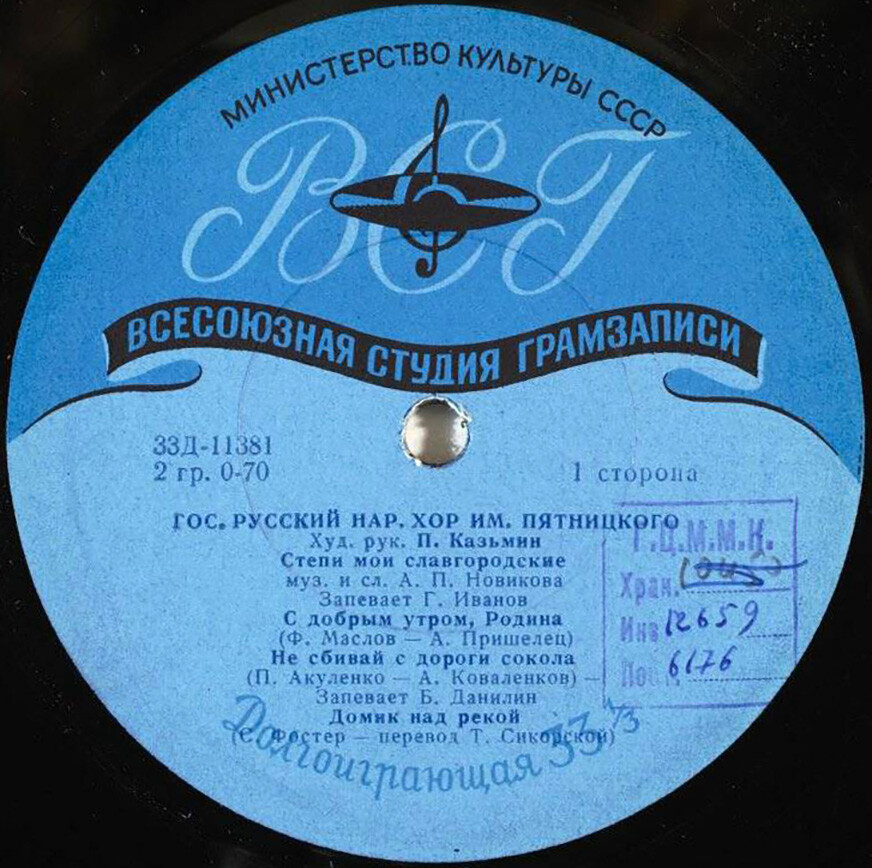 МИНИСТЕРСТВО КУЛЬТУРЫ СССР
ВСГ
ВСЕСОЮЗНАЯ СТУДИЯ ГРАМЗАПИСИ
33Д-11381
2 гр. 0-70
1 сторона
ГОС. РУССКИЙ НАР. ХОР ИМ. ПЯТНИЦКОГО
Худ. рук. П. Казьмин
Степи мои славгородские
муз. и сл. А. П. Новикова
Запевает Г. Иванов
С добрым утром, Родина
(Ф. Маслов — А. Пришелец)
Не сбивай с дороги сокола
(П. Акуленко — А. Коваленков) —
Запевает Б. Данилин
Домик над рекой
(С. Фостер — перевод Т. Сикорской)
Долгоиграющая 33 1/3
Г.Ц.М.М.К.
Хран.
Инв 12659
6176